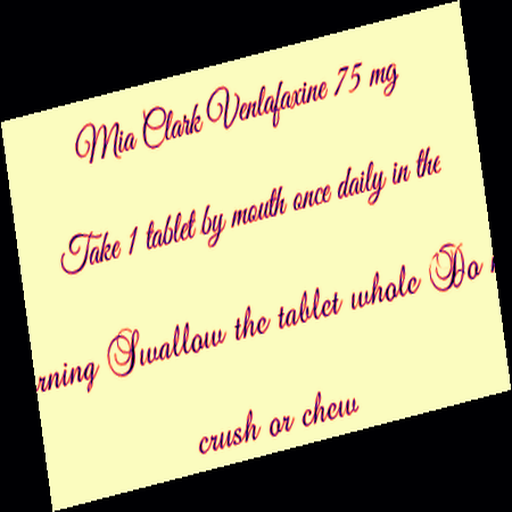 Mia Clark Venlafaxine 75 mg
Take 1 tablet by mouth once daily in the
rning Swallow the tablet whole Do
crush or chew